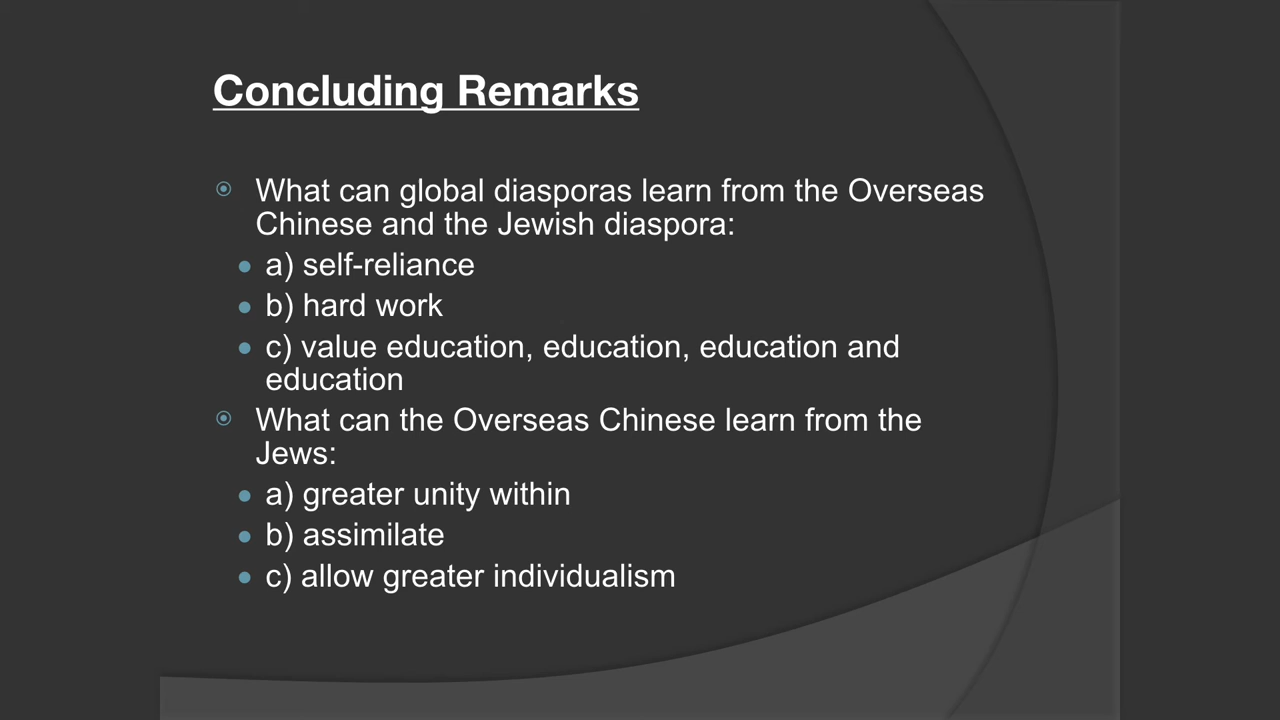 Concluding Remarks
What can global diasporas learn from the Overseas
Chinese and the Jewish diaspora:
a) self-reliance
b) hard work
c) value education, education, education and
education
What can the Overseas Chinese learn from the
Jews:
a) greater unity within
b) assimilate
c) allow greater individualism